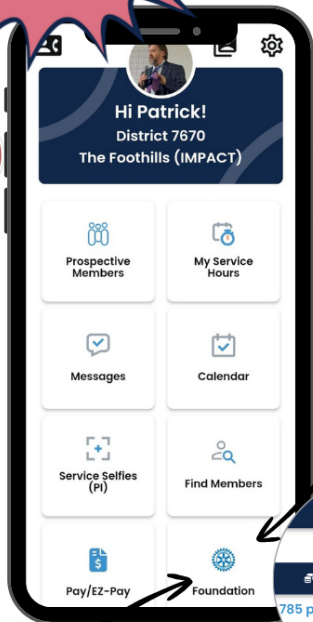 Hi Patrick!
District 7670
The Foothills (IMPACT)
Prospective
Members
My Service
Hours
Messages
Calendar
Service Selfies
(PI)
Find Members
Pay/EZ-Pay
Foundation
785 p